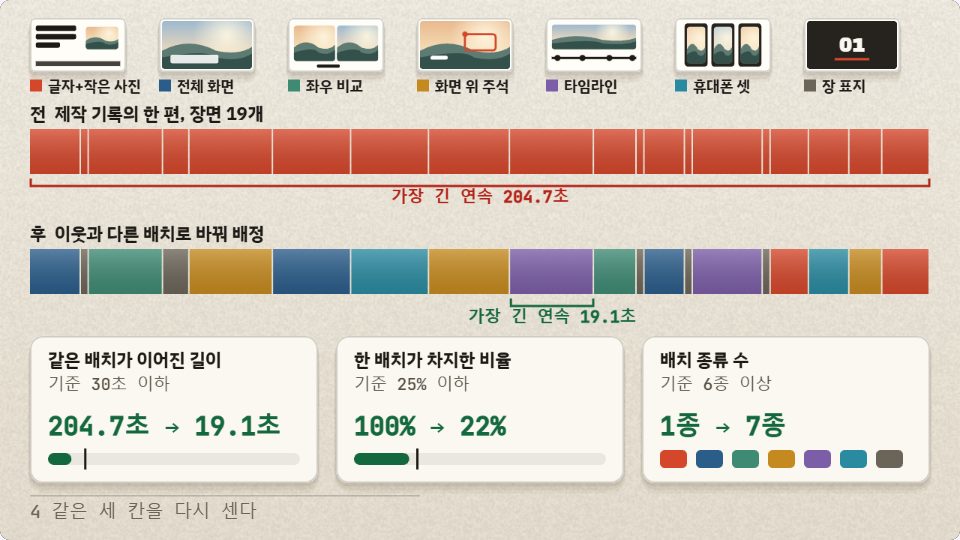 01
글자+작은 사진
전체 화면
좌우 비교
화면 위 주석
타임라인
휴대폰 셋
장 표지
전 제작 기록의 한 편, 장면 19개
가장 긴 연속 204.7초
후 이웃과 다른 배치로 바꿔 배정
가장 긴 연속 19.1초
같은 배치가 이어진 길이
기준 30초 이하
204.7초 → 19.1초
한 배치가 차지한 비율
기준 25% 이하
100% → 22%
배치 종류 수
기준 6종 이상
1종 → 7종
4 같은 세 칸을 다시 센다